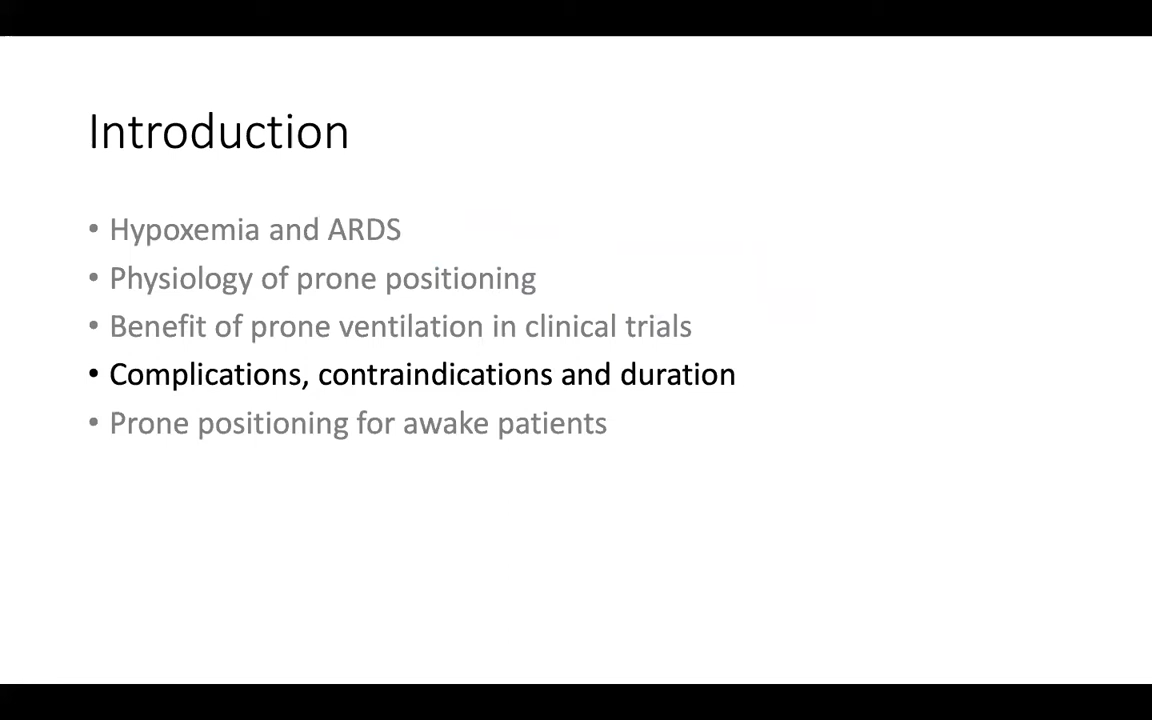 Introduction
• Hypoxemia and ARDS
• Physiology of prone positioning
• Benefit of prone ventilation in clinical trials
• Complications, contraindications and duration
• Prone positioning for awake patients